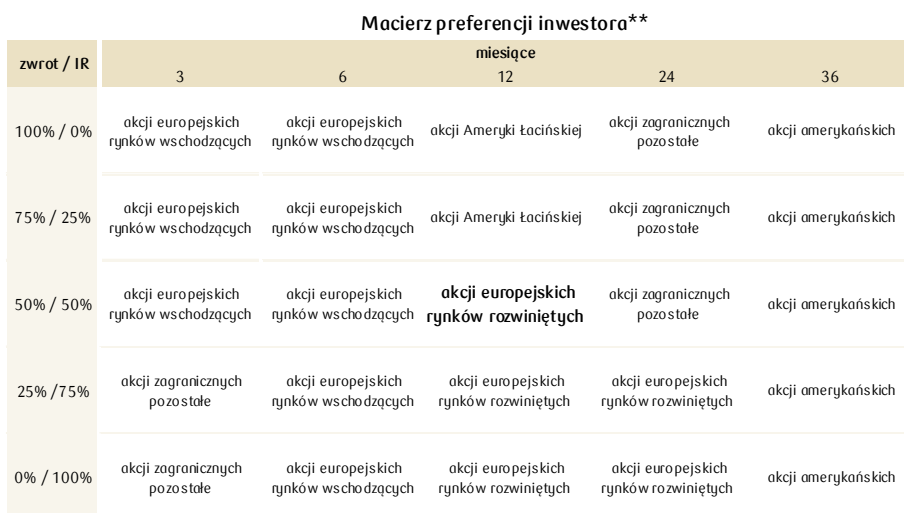 Macierz preferencji inwestora**
zwrot / IR
miesiące
3 6 12 24 36
100% / 0%
akcji europejskich
rynków wschodzących
akcji europejskich
rynków wschodzących
akcji Ameryki Łacińskiej
akcji zagranicznych
pozostałe
akcji amerykańskich
75% / 25%
akcji europejskich
rynków wschodzących
akcji europejskich
rynków wschodzących
akcji Ameryki Łacińskiej
akcji zagranicznych
pozostałe
akcji amerykańskich
50% / 50%
akcji europejskich
rynków wschodzących
akcji europejskich
rynków wschodzących
akcji europejskich
rynków rozwiniętych
akcji zagranicznych
pozostałe
akcji amerykańskich
25% /75%
akcji zagranicznych
pozostałe
akcji europejskich
rynków wschodzących
akcji europejskich
rynków rozwiniętych
akcji europejskich
rynków rozwiniętych
akcji amerykańskich
0% / 100%
akcji zagranicznych
pozostałe
akcji europejskich
rynków wschodzących
akcji europejskich
rynków rozwiniętych
akcji europejskich
rynków rozwiniętych
akcji amerykańskich